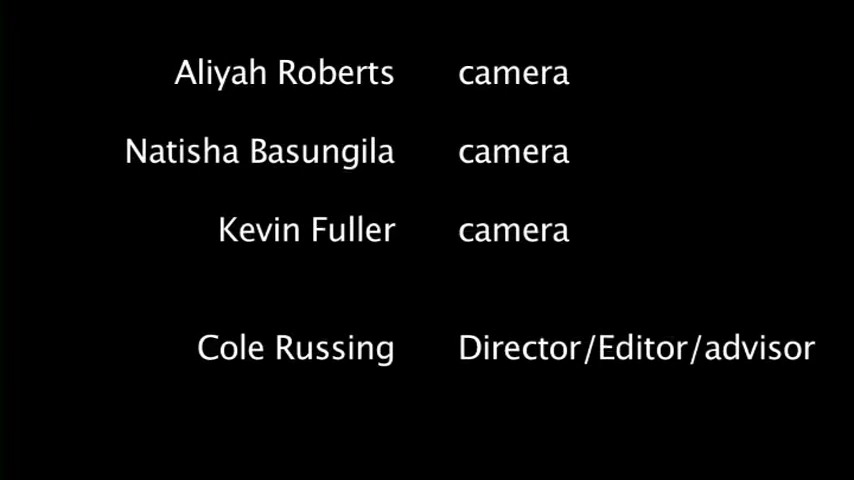 Aliyah Roberts camera
Natisha Basungila camera
Kevin Fuller camera
Cole Russing Director/Editor/advisor